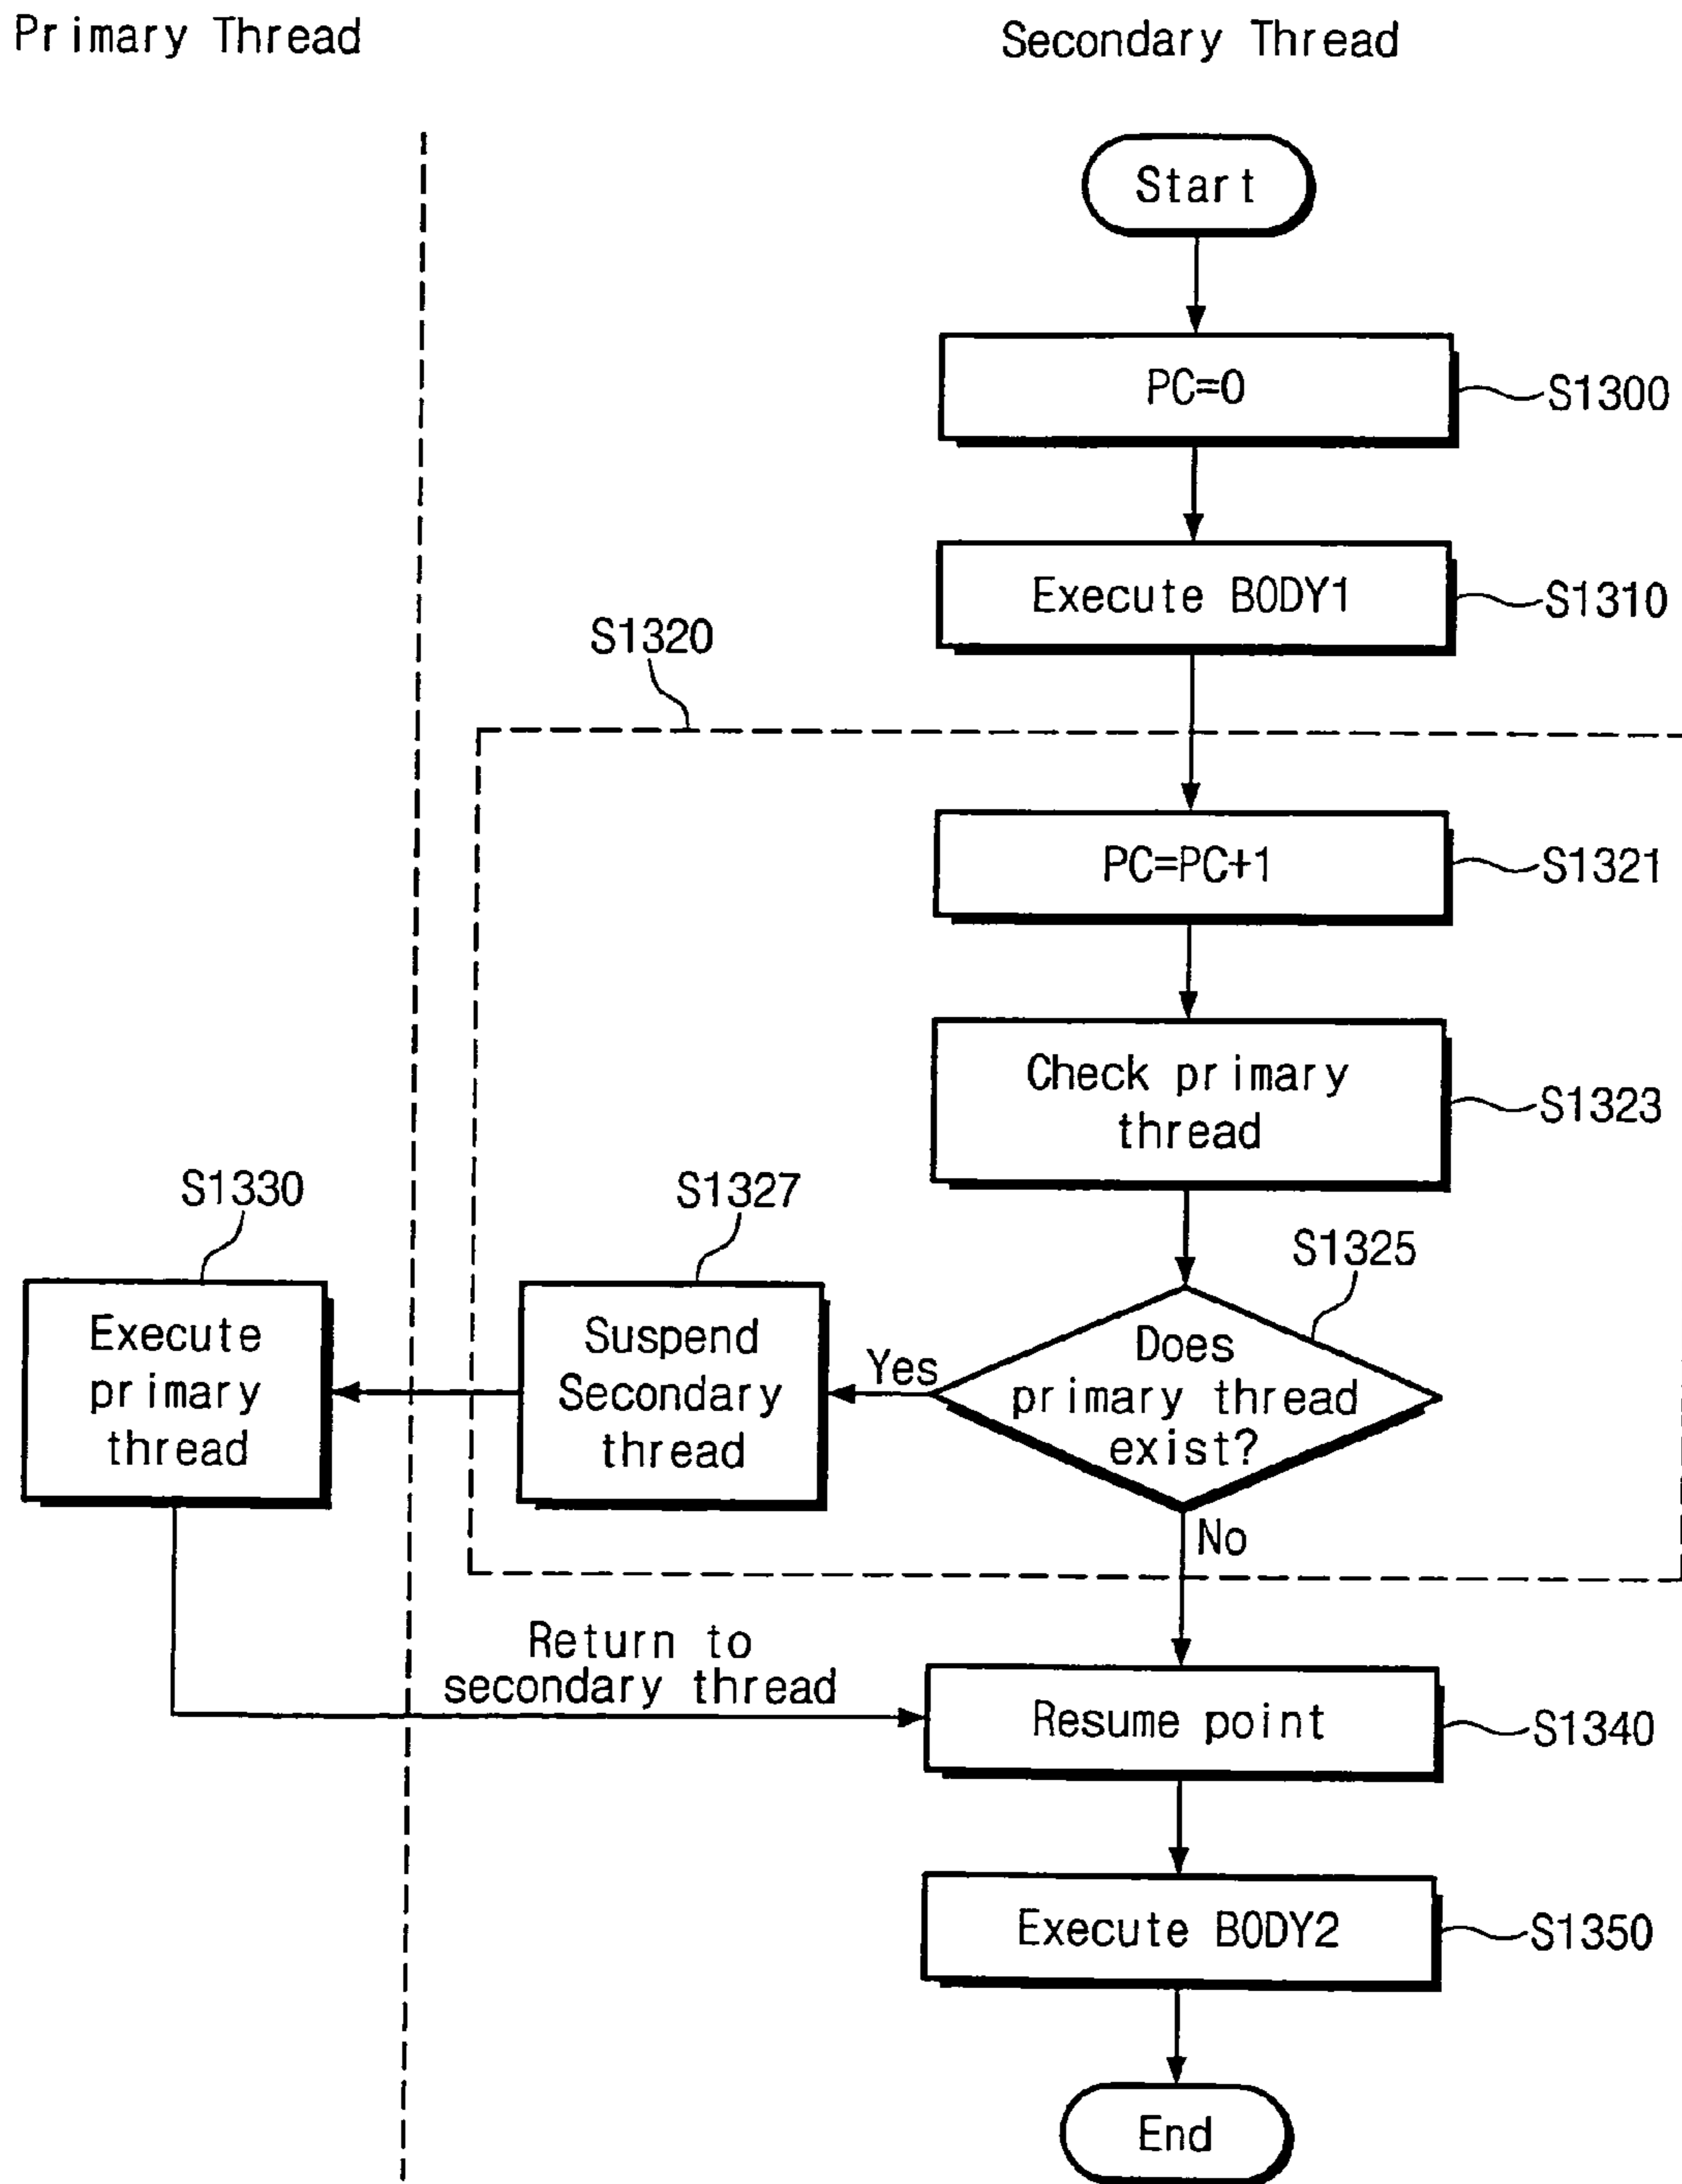 Primary Thread
Secondary Thread
Start
PC=0
S1300
Execute BODY1
S1310
S1320
PC=PC+1
S1321
Check primary
thread
S1323
S1330
S1327
S1325
Execute
primary
thread
Suspend
Secondary
thread
Yes
Does
primary thread
exist?
No
Return to
secondary thread
Resume point
S1340
Execute BODY2
S1350
End